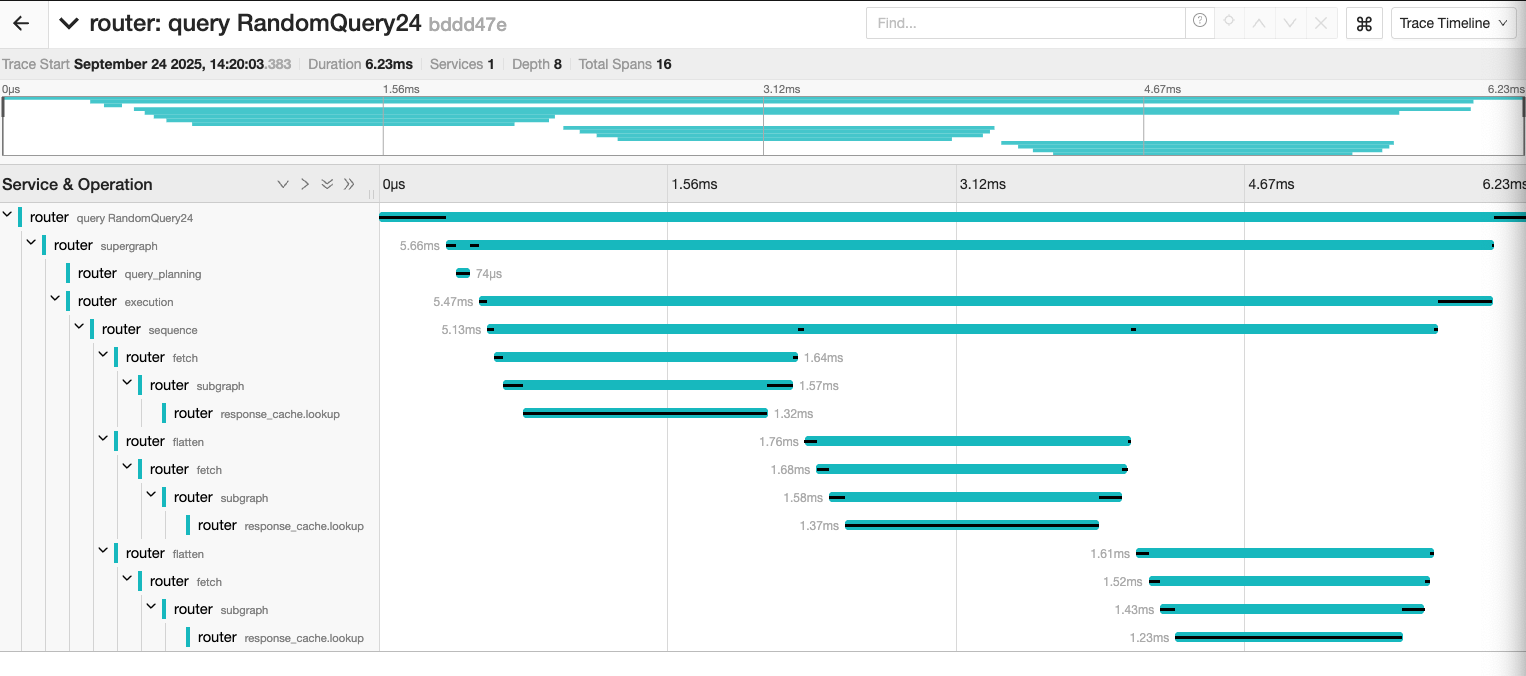 router: query RandomQuery24 bddd47e
Find...
Trace Timeline
Trace Start September 24 2025, 14:20:03.383 Duration 6.23ms Services 1 Depth 8 Total Spans 16
0μs 1.56ms 3.12ms 4.67ms 6.23ms
Service & Operation 0μs 1.56ms 3.12ms 4.67ms 6.23ms
router query RandomQuery24
router supergraph 5.66ms
router query_planning 74μs
router execution 5.47ms
router sequence 5.13ms
router fetch 1.64ms
router subgraph 1.57ms
router response_cache.lookup 1.32ms
router flatten 1.76ms
router fetch 1.68ms
router subgraph 1.58ms
router response_cache.lookup 1.37ms
router flatten 1.61ms
router fetch 1.52ms
router subgraph 1.43ms
router response_cache.lookup 1.23ms